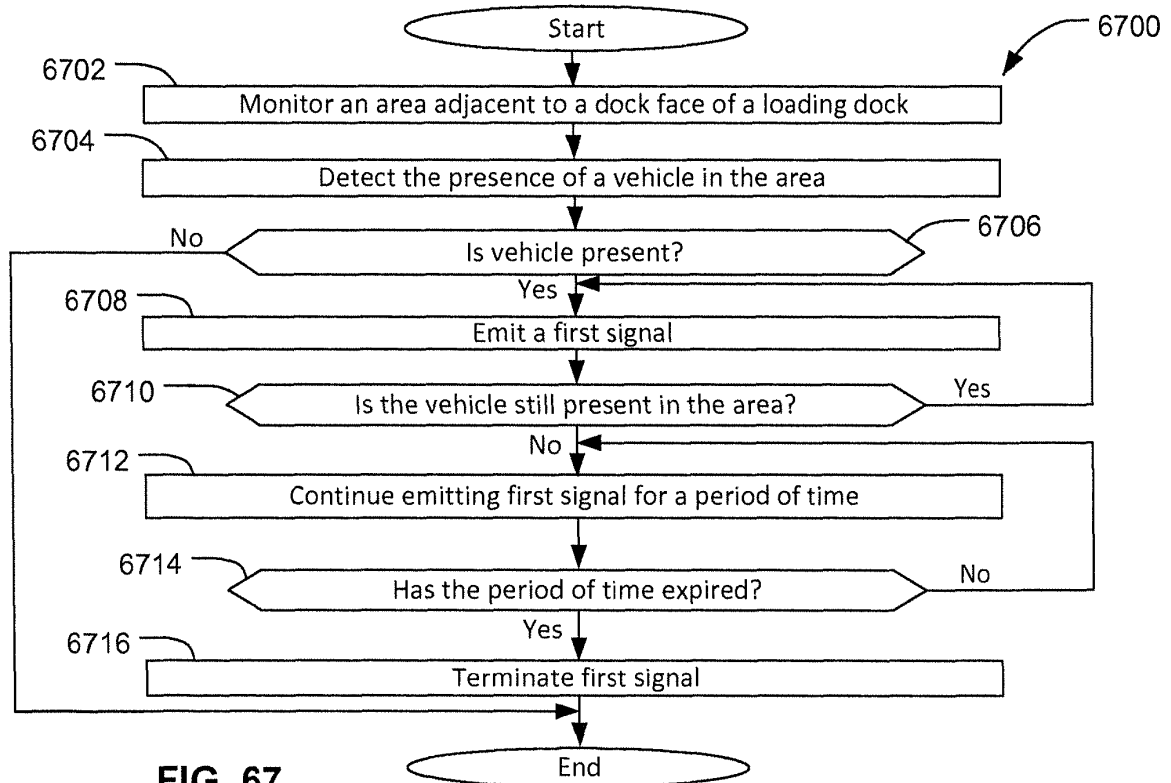 Start
6700
6702
Monitor an area adjacent to a dock face of a loading dock
6704
Detect the presence of a vehicle in the area
6706
No
Is vehicle present?
Yes
6708
Emit a first signal
6710
Is the vehicle still present in the area?
Yes
No
6712
Continue emitting first signal for a period of time
6714
Has the period of time expired?
No
Yes
6716
Terminate first signal
End
FIG. 67